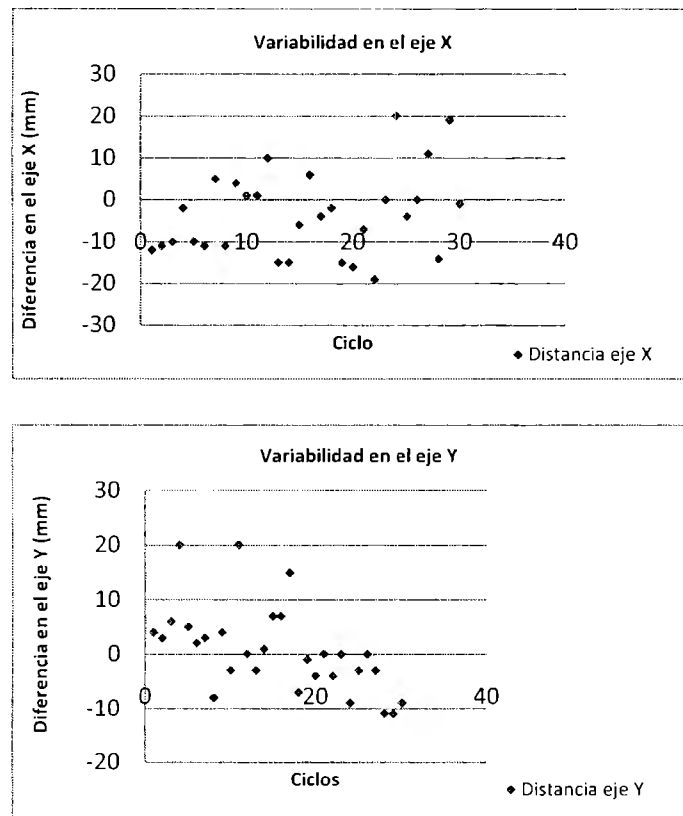 Variabilidad en el eje X
Diferencia en el eje X (mm)
30
20
10
0
-10
-20
-30
0
10
20
30
40
Ciclo
Distancia eje X
Variabilidad en el eje Y
Diferencia en el eje Y (mm)
30
20
10
0
-10
-20
0
20
40
Ciclos
Distancia eje Y